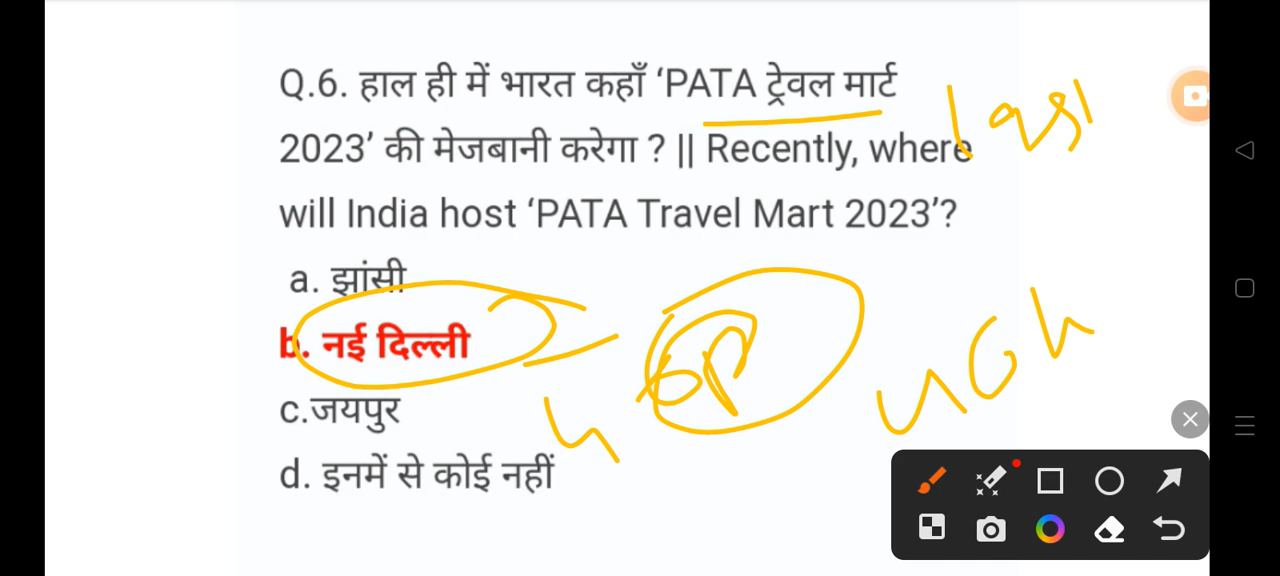 Q.6. हाल ही में भारत कहाँ ‘PATA ट्रेवल मार्ट
2023’ की मेजबानी करेगा ? || Recently, where
will India host ‘PATA Travel Mart 2023’?
a. झांसी
b. नई दिल्ली
c.जयपुर
d. इनमें से कोई नहीं